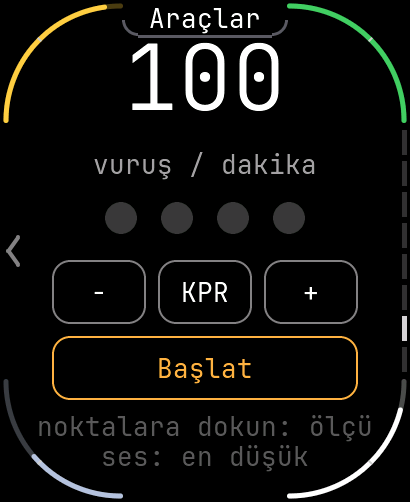 Araçlar
100
vuruş / dakika
- KPR +
Başlat
noktalara dokun: ölçü
ses: en düşük